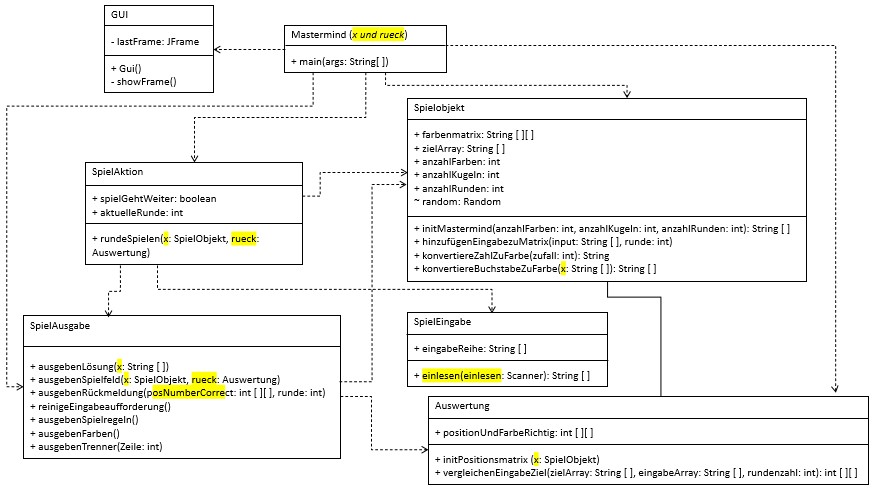 GUI
- lastFrame: JFrame
+ Gui()
- showFrame()
Mastermind (x und rueck)
+ main(args: String[ ])
Spielobjekt
+ farbenmatrix: String [ ][ ]
+ zielArray: String [ ]
+ anzahlFarben: int
+ anzahlKugeln: int
+ anzahlRunden: int
~ random: Random
+ initMastermind(anzahlFarben: int, anzahlKugeln: int, anzahlRunden: int): String [ ]
+ hinzufügenEingabezuMatrix(input: String [ ], runde: int)
+ konvertiereZahlZuFarbe(zufall: int): String
+ konvertiereBuchstabeZuFarbe(x: String [ ]): String [ ]
SpielAktion
+ spielGehtWeiter: boolean
+ aktuelleRunde: int
+ rundeSpielen(x: SpielObjekt, rueck:
Auswertung)
SpielAusgabe
+ ausgebenLösung(x: String [ ])
+ ausgebenSpielfeld(x: SpielObjekt, rueck: Auswertung)
+ ausgebenRückmeldung(posNumberCorrect: int [ ][ ], runde: int)
+ reinigeEingabeaufforderung()
+ ausgebenSpielregeln()
+ ausgebenFarben()
+ ausgebenTrenner(Zeile: int)
SpielEingabe
+ eingabeReihe: String [ ]
+ einlesen(einlesen: Scanner): String [ ]
Auswertung
+ positionUndFarbeRichtig: int [ ][ ]
+ initPositionsmatrix (x: SpielObjekt)
+ vergleichenEingabeZiel(zielArray: String [ ], eingabeArray: String [ ], rundenzahl: int): int [ ][ ]